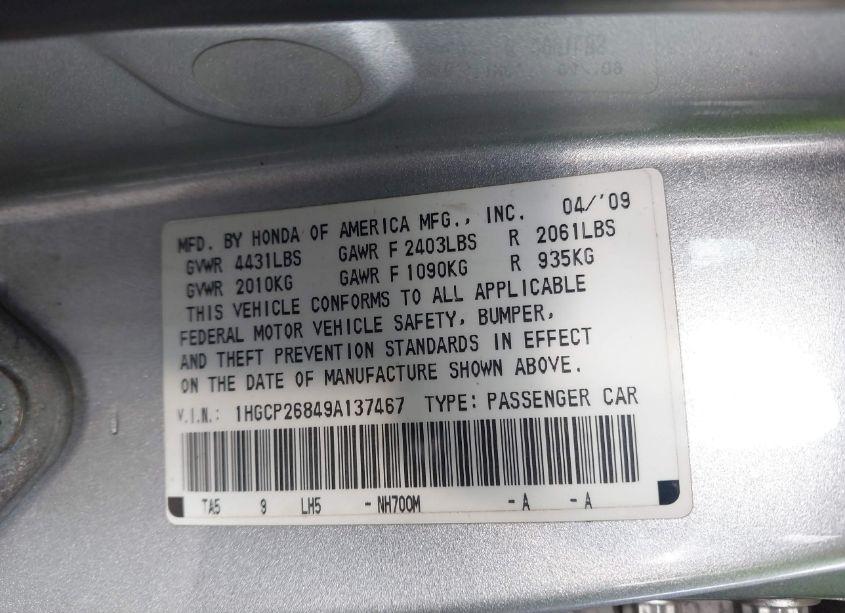 MFD. BY HONDA OF AMERICA MFG., INC. 04/'09
GVWR 4431LBS GAWR F 2403LBS R 2061LBS
GVWR 2010KG GAWR F 1090KG R 935KG
THIS VEHICLE CONFORMS TO ALL APPLICABLE
FEDERAL MOTOR VEHICLE SAFETY, BUMPER,
AND THEFT PREVENTION STANDARDS IN EFFECT
ON THE DATE OF MANUFACTURE SHOWN ABOVE.
V.I.N.: 1HGCP26849A137467 TYPE: PASSENGER CAR
TA5 9 LH5 - NH700M - A - A